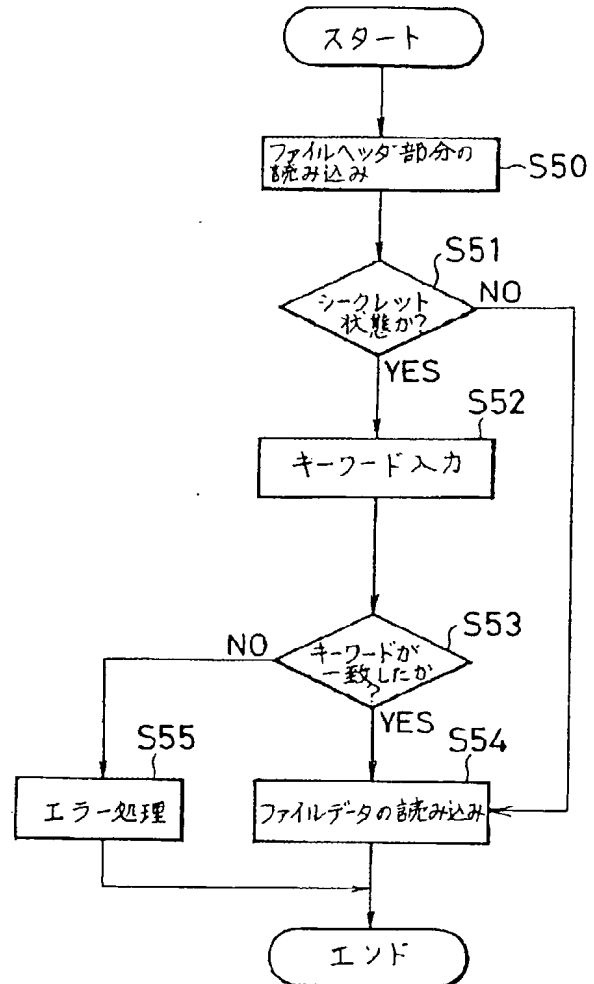 スタート
ファイルヘッダ部分の
読み込み
S50
S51
シークレット
状態か?
NO
YES
S52
キーワード入力
S53
キーワードが
一致したか
?
NO
YES
S54
S55
エラー処理
ファイルデータの読み込み
エンド